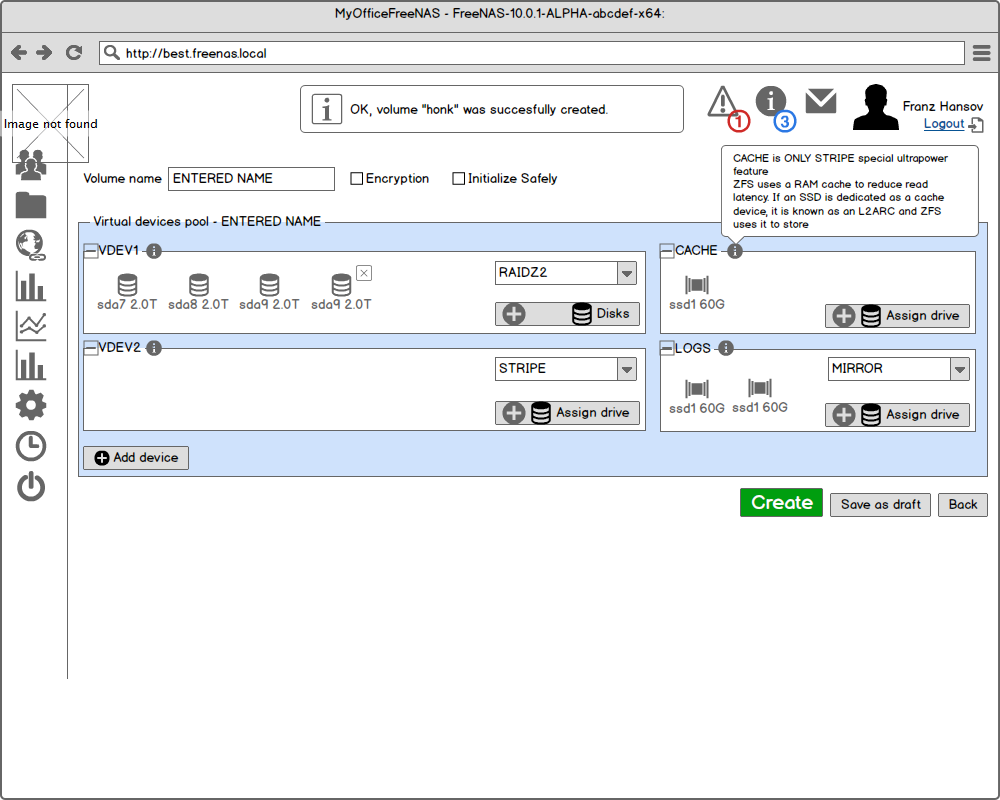 MyOfficeFreeNAS - FreeNAS-10.0.1-ALPHA-abcdef-x64:
http://best.freenas.local
Image not found
i OK, volume "honk" was succesfully created.
1
i
3
Franz Hansov
Logout
CACHE is ONLY STRIPE special ultrapower
feature
ZFS uses a RAM cache to reduce read
latency. If an SSD is dedicated as a cache
device, it is known as an L2ARC and ZFS
uses it to store
Volume name ENTERED NAME Encryption Initialize Safely
Virtual devices pool - ENTERED NAME
VDEV1 i
sda7 2.0T sda8 2.0T sda9 2.0T sda9 2.0T
RAIDZ2
Disks
CACHE i
ssd1 60G
Assign drive
VDEV2 i
STRIPE
Assign drive
LOGS i
MIRROR
ssd1 60G ssd1 60G
Assign drive
Add device
Create Save as draft Back